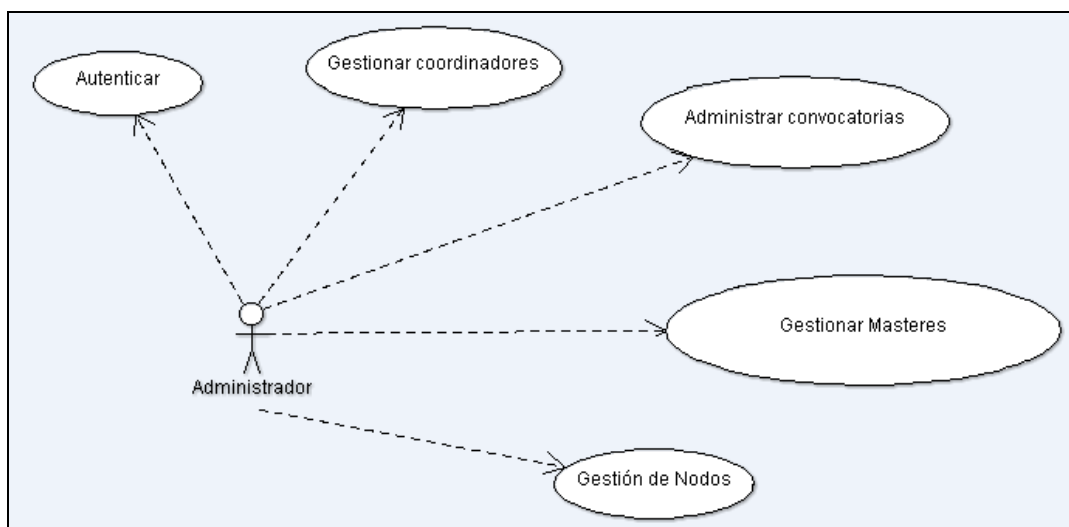 Autenticar
Gestionar coordinadores
Administrar convocatorias
Gestionar Masteres
Administrador
Gestión de Nodos